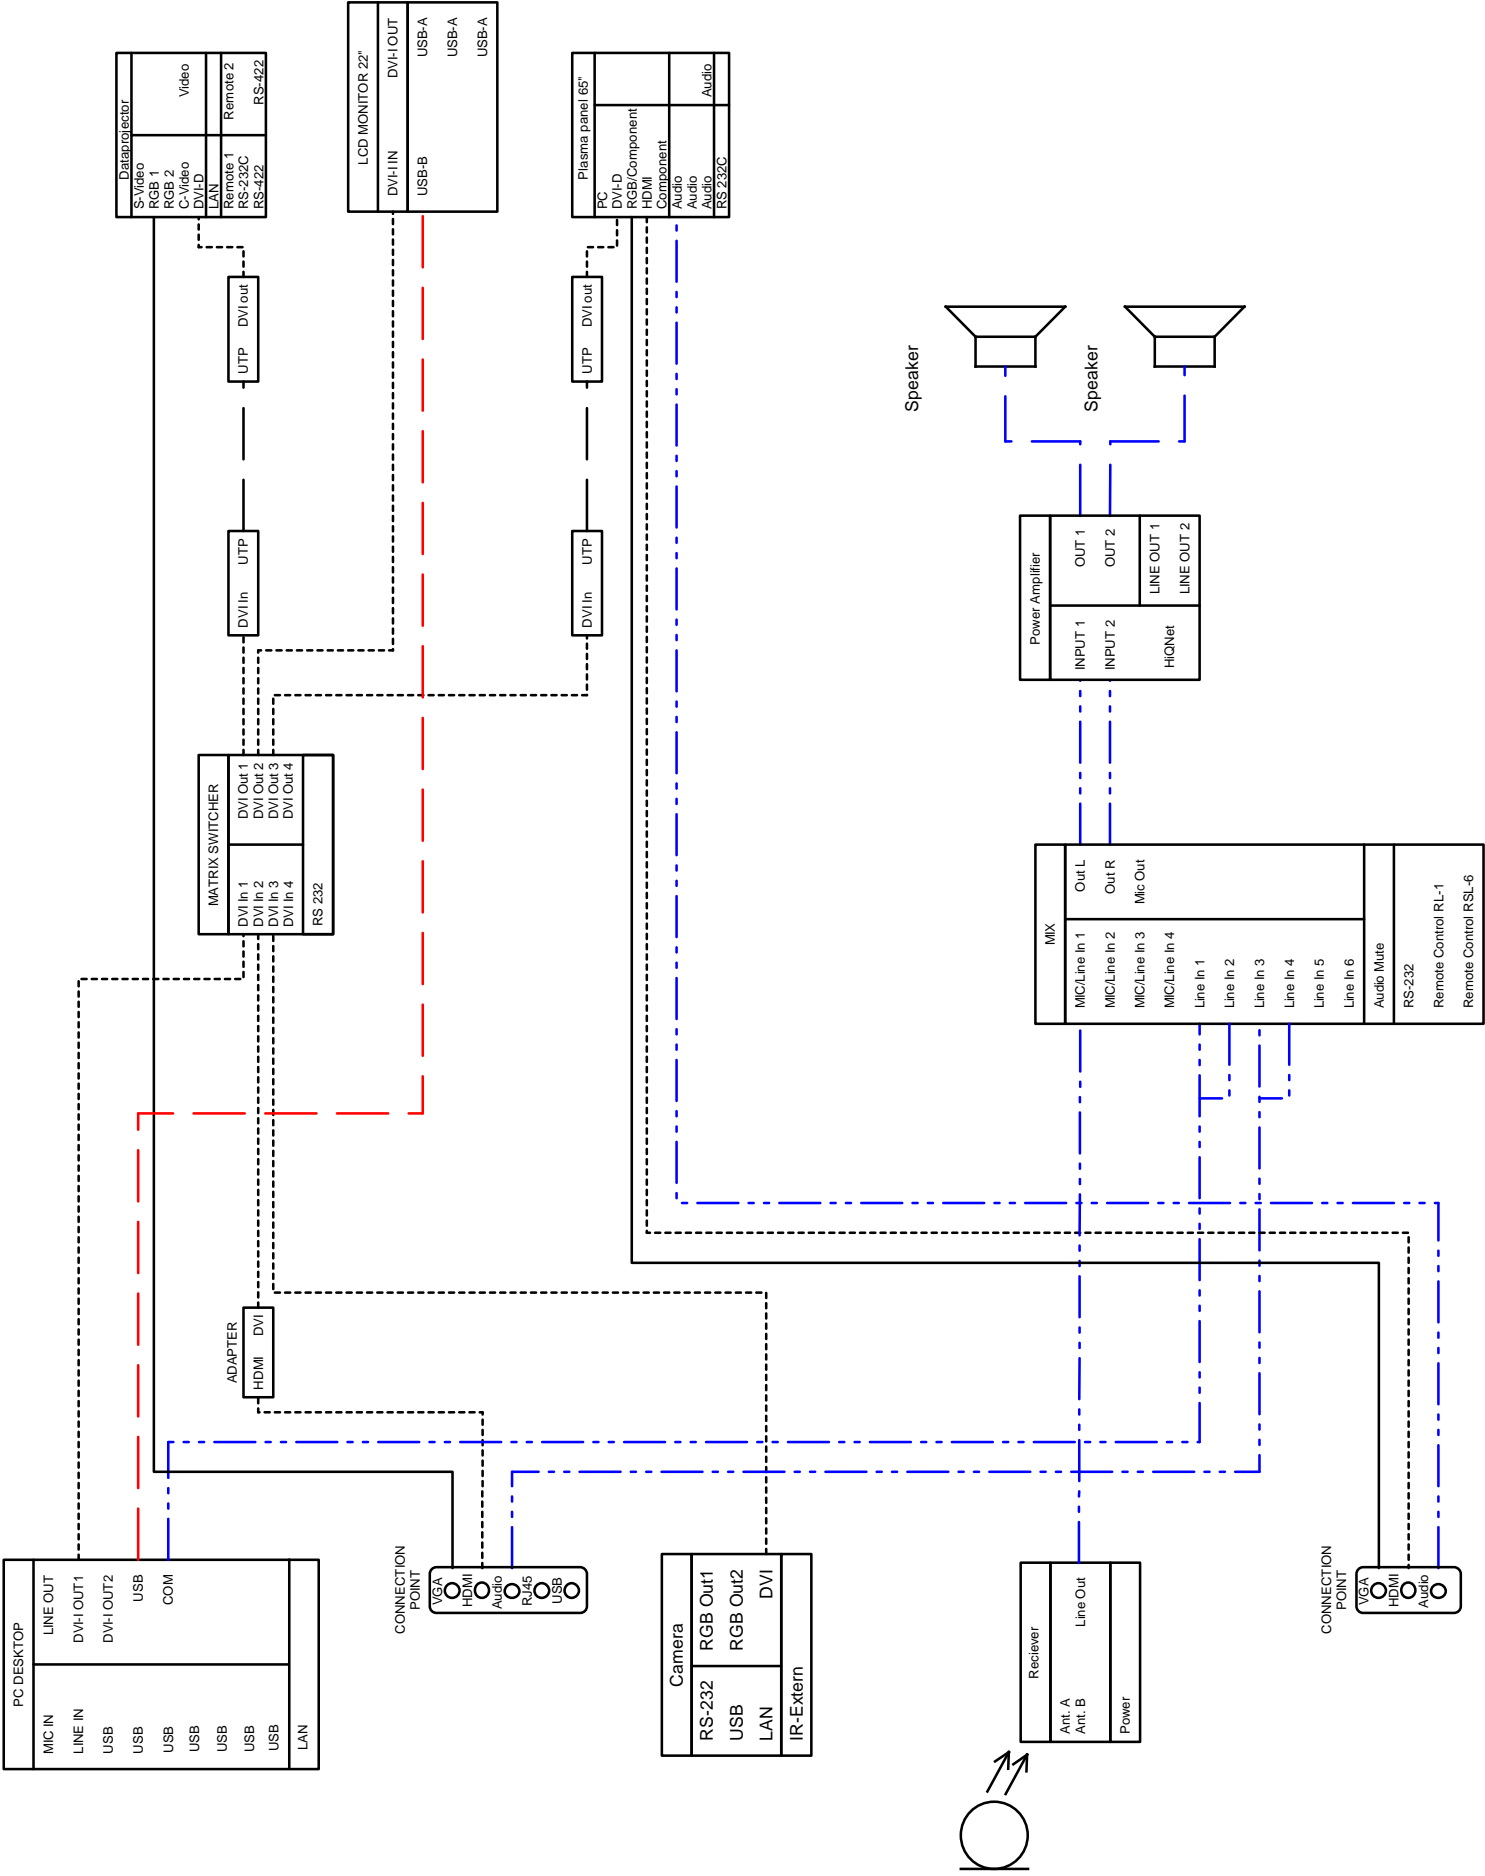 PC DESKTOP
MIC IN
LINE OUT
LINE IN
DVI-I OUT1
USB
DVI-I OUT2
USB
USB
USB
COM
USB
USB
USB
USB
LAN
CONNECTION
POINT
VGA
HDMI
Audio
RJ45
USB
Camera
RS-232
RGB Out1
USB
RGB Out2
LAN
DVI
IR-Extern
Reciever
Ant. A
Ant. B
Line Out
Power
CONNECTION
POINT
VGA
HDMI
Audio
ADAPTER
HDMI
DVI
MATRIX SWITCHER
DVI In 1
DVI Out 1
DVI In 2
DVI Out 2
DVI In 3
DVI Out 3
DVI In 4
DVI Out 4
RS 232
MIX
MIC/Line In 1
Out L
MIC/Line In 2
Out R
MIC/Line In 3
Mic Out
MIC/Line In 4
Line In 1
Line In 2
Line In 3
Line In 4
Line In 5
Line In 6
Audio Mute
RS-232
Remote Control RL-1
Remote Control RSL-6
DVI In
UTP
DVI In
UTP
Power Amplifier
INPUT 1
OUT 1
INPUT 2
OUT 2
LINE OUT 1
HiQNet
LINE OUT 2
UTP
DVI out
UTP
DVI out
Speaker
Speaker
Dataprojector
S-Video
RGB 1
RGB 2
C-Video
Video
DVI-D
LAN
Remote 1
Remote 2
RS-232C
RS-422
RS-422
LCD MONITOR 22"
DVI-I IN
DVI-I OUT
USB-B
USB-A
USB-A
USB-A
Plasma panel 65"
PC
DVI-D
RGB/Component
HDMI
Component
Audio
Audio
Audio
Audio
RS 232C